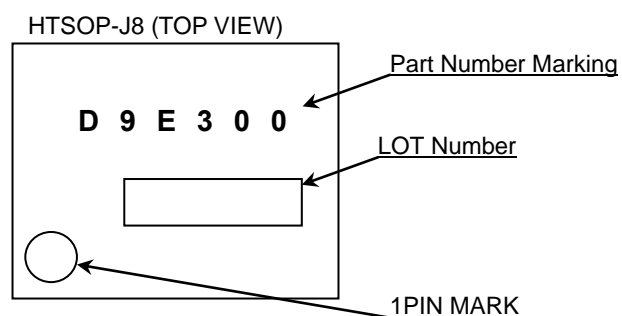 HTSOP-J8 (TOP VIEW)
Part Number Marking
D 9 E 3 0 0
LOT Number
1PIN MARK